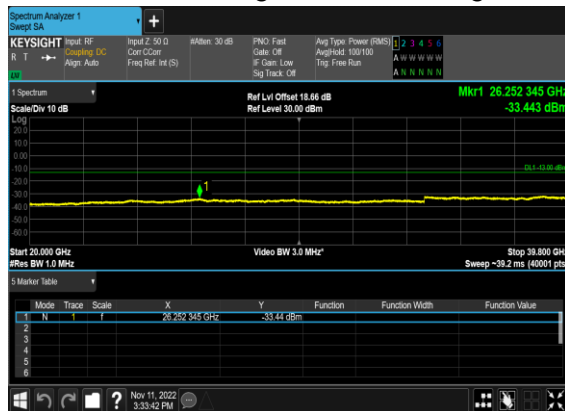 Spectrum Analyzer 1
Swept SA
+
KEYSIGHT Input: RF Input Z: 50 Ω #Atten: 30 dB PNO: Fast Avg Type: Power (RMS) 1 2 3 4 5 6
R T Coupling: DC Corr CCorr Gate: Off Avg|Hold: 100/100 A W W W W W
Align: Auto Freq Ref: Int (S) IF Gain: Low Trig: Free Run
Sig Track: Off A N N N N N
1 Spectrum Ref Lvl Offset 18.66 dB Mkr1 26.252 345 GHz
Scale/Div 10 dB Ref Level 30.00 dBm -33.443 dBm
Log
20.0
10.0
0.00
-10.0 DL1 -13.00 dBm
-20.0 1
-30.0
-40.0
-50.0
-60.0
Start 20.000 GHz Video BW 3.0 MHz* Stop 39.800 GHz
#Res BW 1.0 MHz Sweep ~39.2 ms (40001 pts)
5 Marker Table
Mode Trace Scale X Y Function Function Width Function Value
1 N 1 f 26.252 345 GHz -33.44 dBm
2
3
4
5
6
? Nov 11, 2022
3:33:42 PM